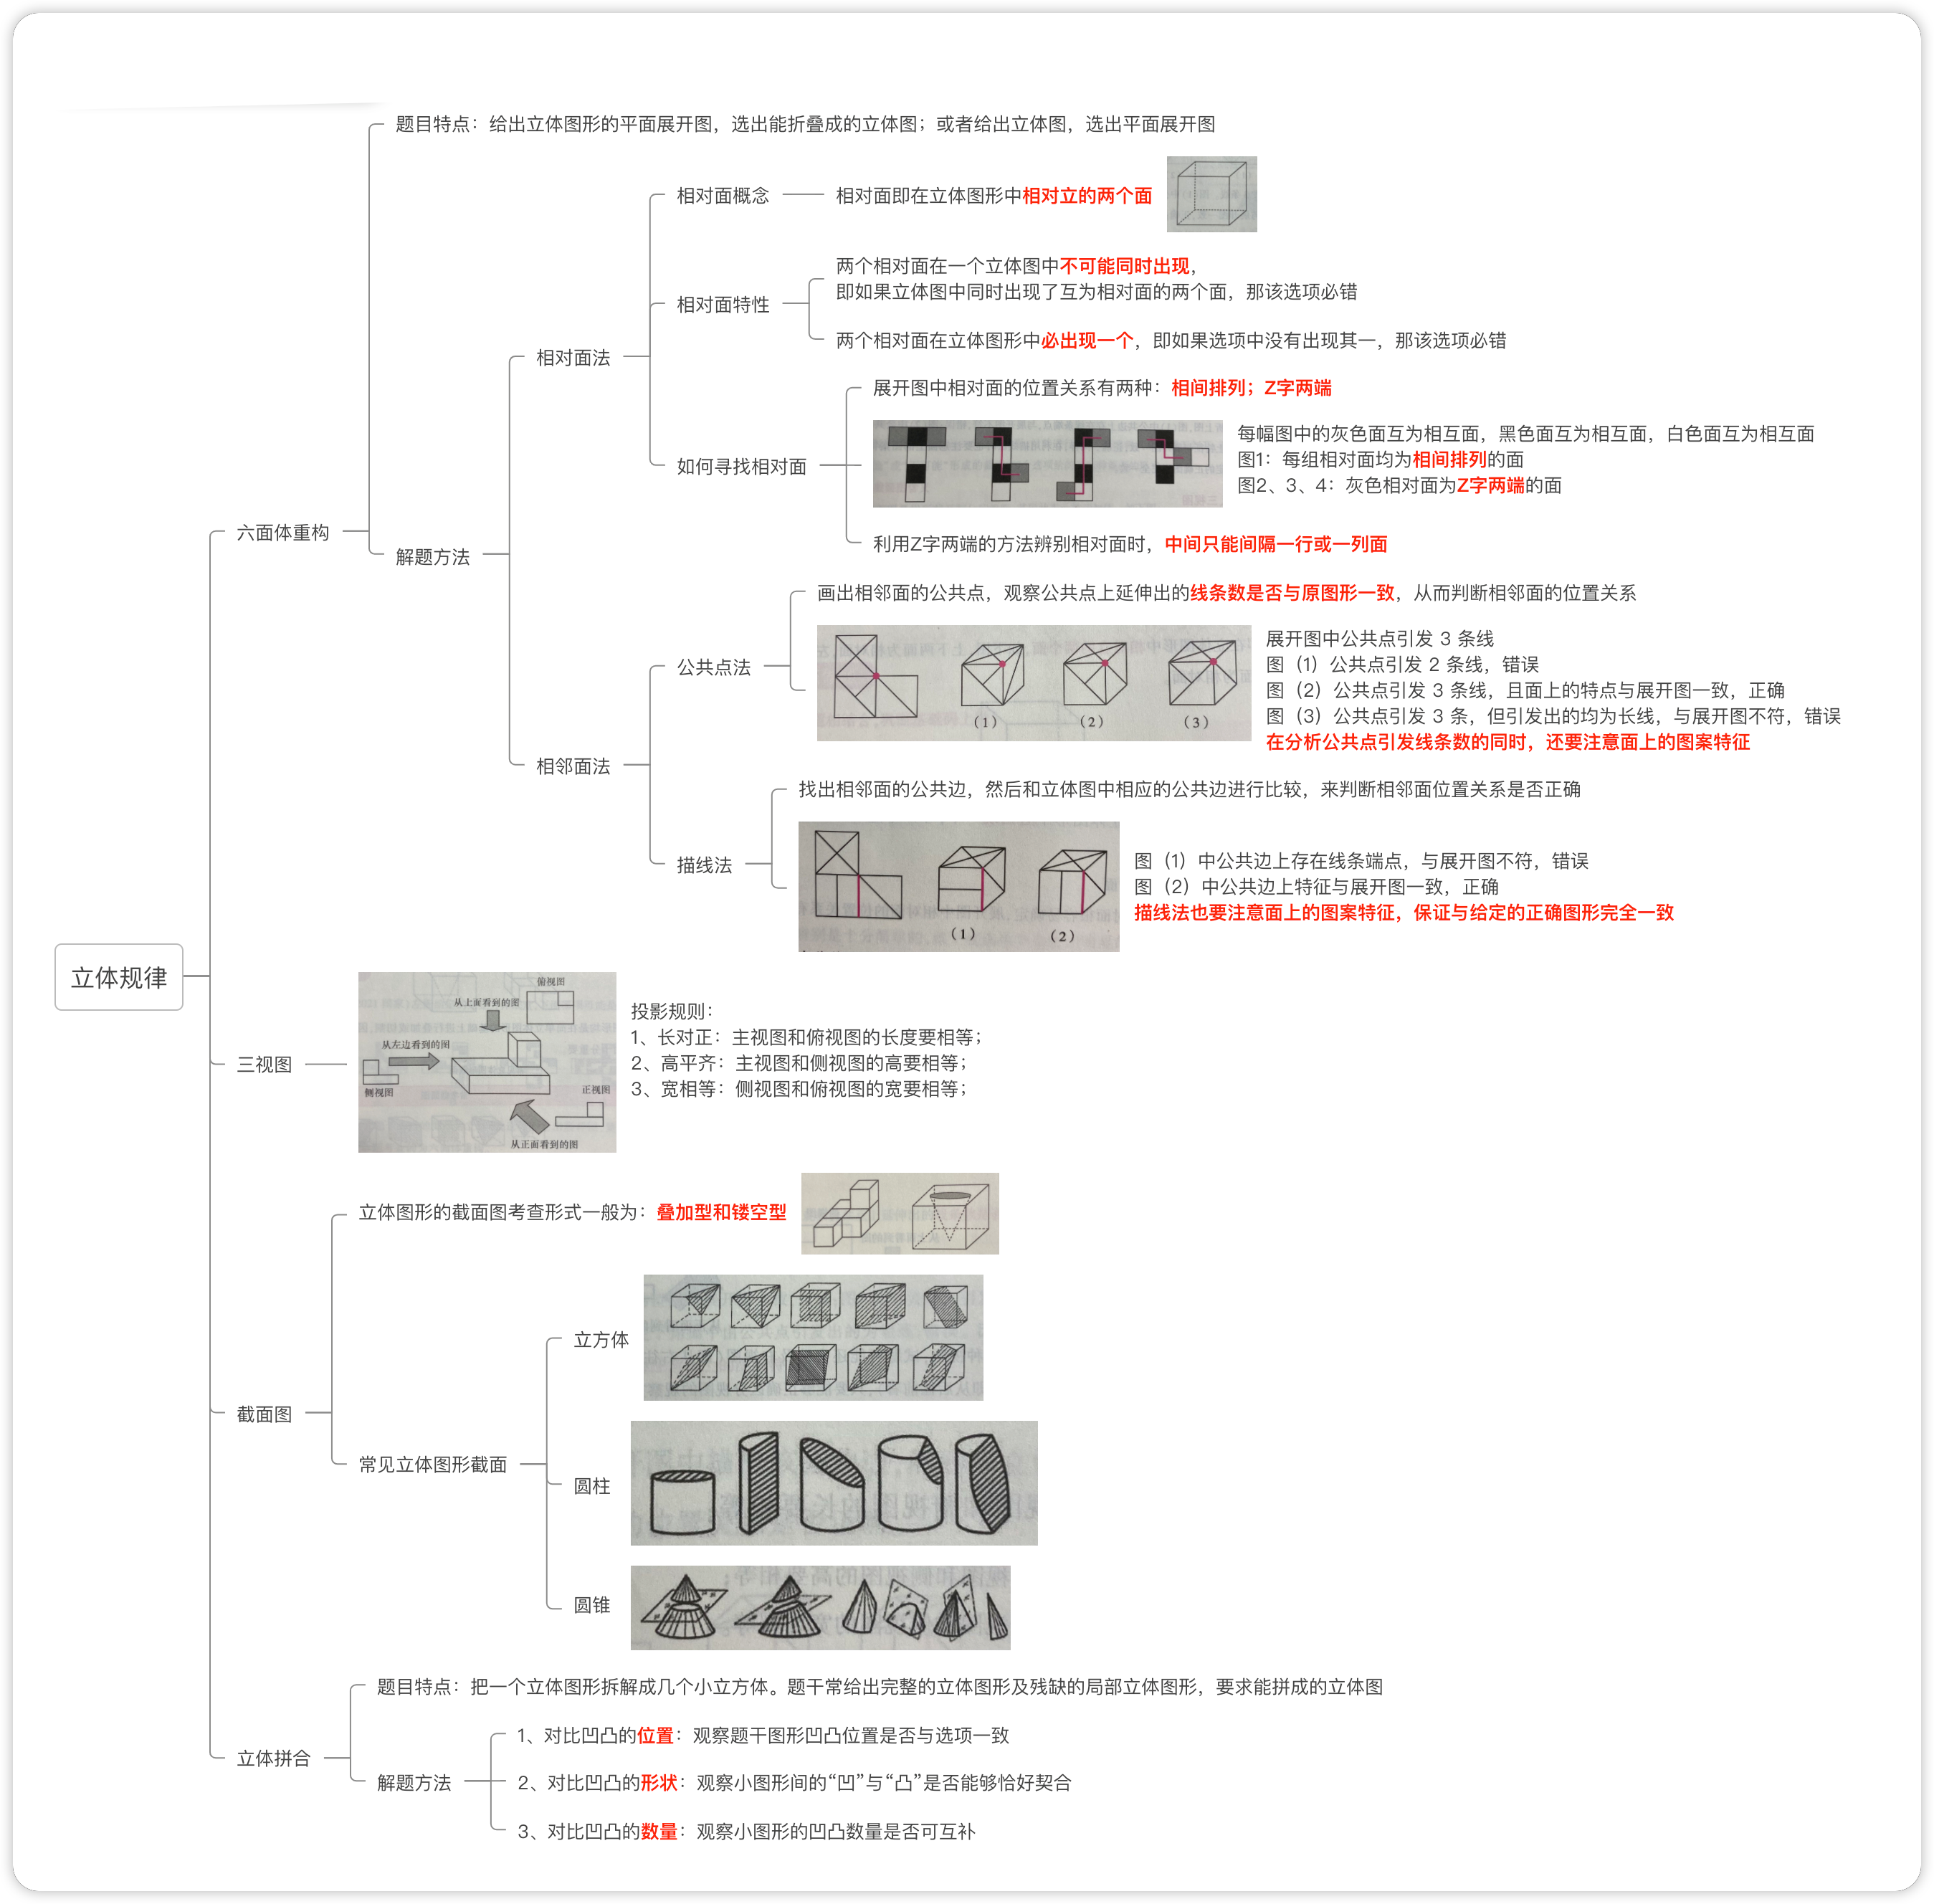 题目特点：给出立体图形的平面展开图，选出能折叠成的立体图；或者给出立体图，选出平面展开图
相对面概念
相对面即在立体图形中相对立的两个面
两个相对面在一个立体图中不可能同时出现，
即如果立体图中同时出现了互为相对面的两个面，那该选项必错
相对面特性
两个相对面在立体图形中必出现一个，即如果选项中没有出现其一，那该选项必错
相对面法
展开图中相对面的位置关系有两种：相间排列；Z字两端
每幅图中的灰色面互为相互面，黑色面互为相互面，白色面互为相互面
图1：每组相对面均为相间排列的面
图2、3、4：灰色相对面为Z字两端的面
如何寻找相对面
利用Z字两端的方法辨别相对面时，中间只能间隔一行或一列面
六面体重构
解题方法
画出相邻面的公共点，观察公共点上延伸出的线条数是否与原图形一致，从而判断相邻面的位置关系
公共点法
（1）
（2）
（3）
展开图中公共点引发 3 条线
图（1）公共点引发 2 条线，错误
图（2）公共点引发 3 条线，且面上的特点与展开图一致，正确
图（3）公共点引发 3 条，但引发出的均为长线，与展开图不符，错误
在分析公共点引发线条数的同时，还要注意面上的图案特征
相邻面法
找出相邻面的公共边，然后和立体图中相应的公共边进行比较，来判断相邻面位置关系是否正确
描线法
（1）
（2）
图（1）中公共边上存在线条端点，与展开图不符，错误
图（2）中公共边上特征与展开图一致，正确
描线法也要注意面上的图案特征，保证与给定的正确图形完全一致
立体规律
三视图
俯视图
从上面看到的图
从左边看到的图
侧视图
正视图
从正面看到的图
投影规则：
1、长对正：主视图和俯视图的长度要相等；
2、高平齐：主视图和侧视图的高要相等；
3、宽相等：侧视图和俯视图的宽要相等；
立体图形的截面图考查形式一般为：叠加型和镂空型
截面图
立方体
常见立体图形截面
圆柱
圆锥
题目特点：把一个立体图形拆解成几个小立方体。题干常给出完整的立体图形及残缺的局部立体图形，要求能拼成的立体图
立体拼合
1、对比凹凸的位置：观察题干图形凹凸位置是否与选项一致
解题方法
2、对比凹凸的形状：观察小图形间的“凹”与“凸”是否能够恰好契合
3、对比凹凸的数量：观察小图形的凹凸数量是否可互补